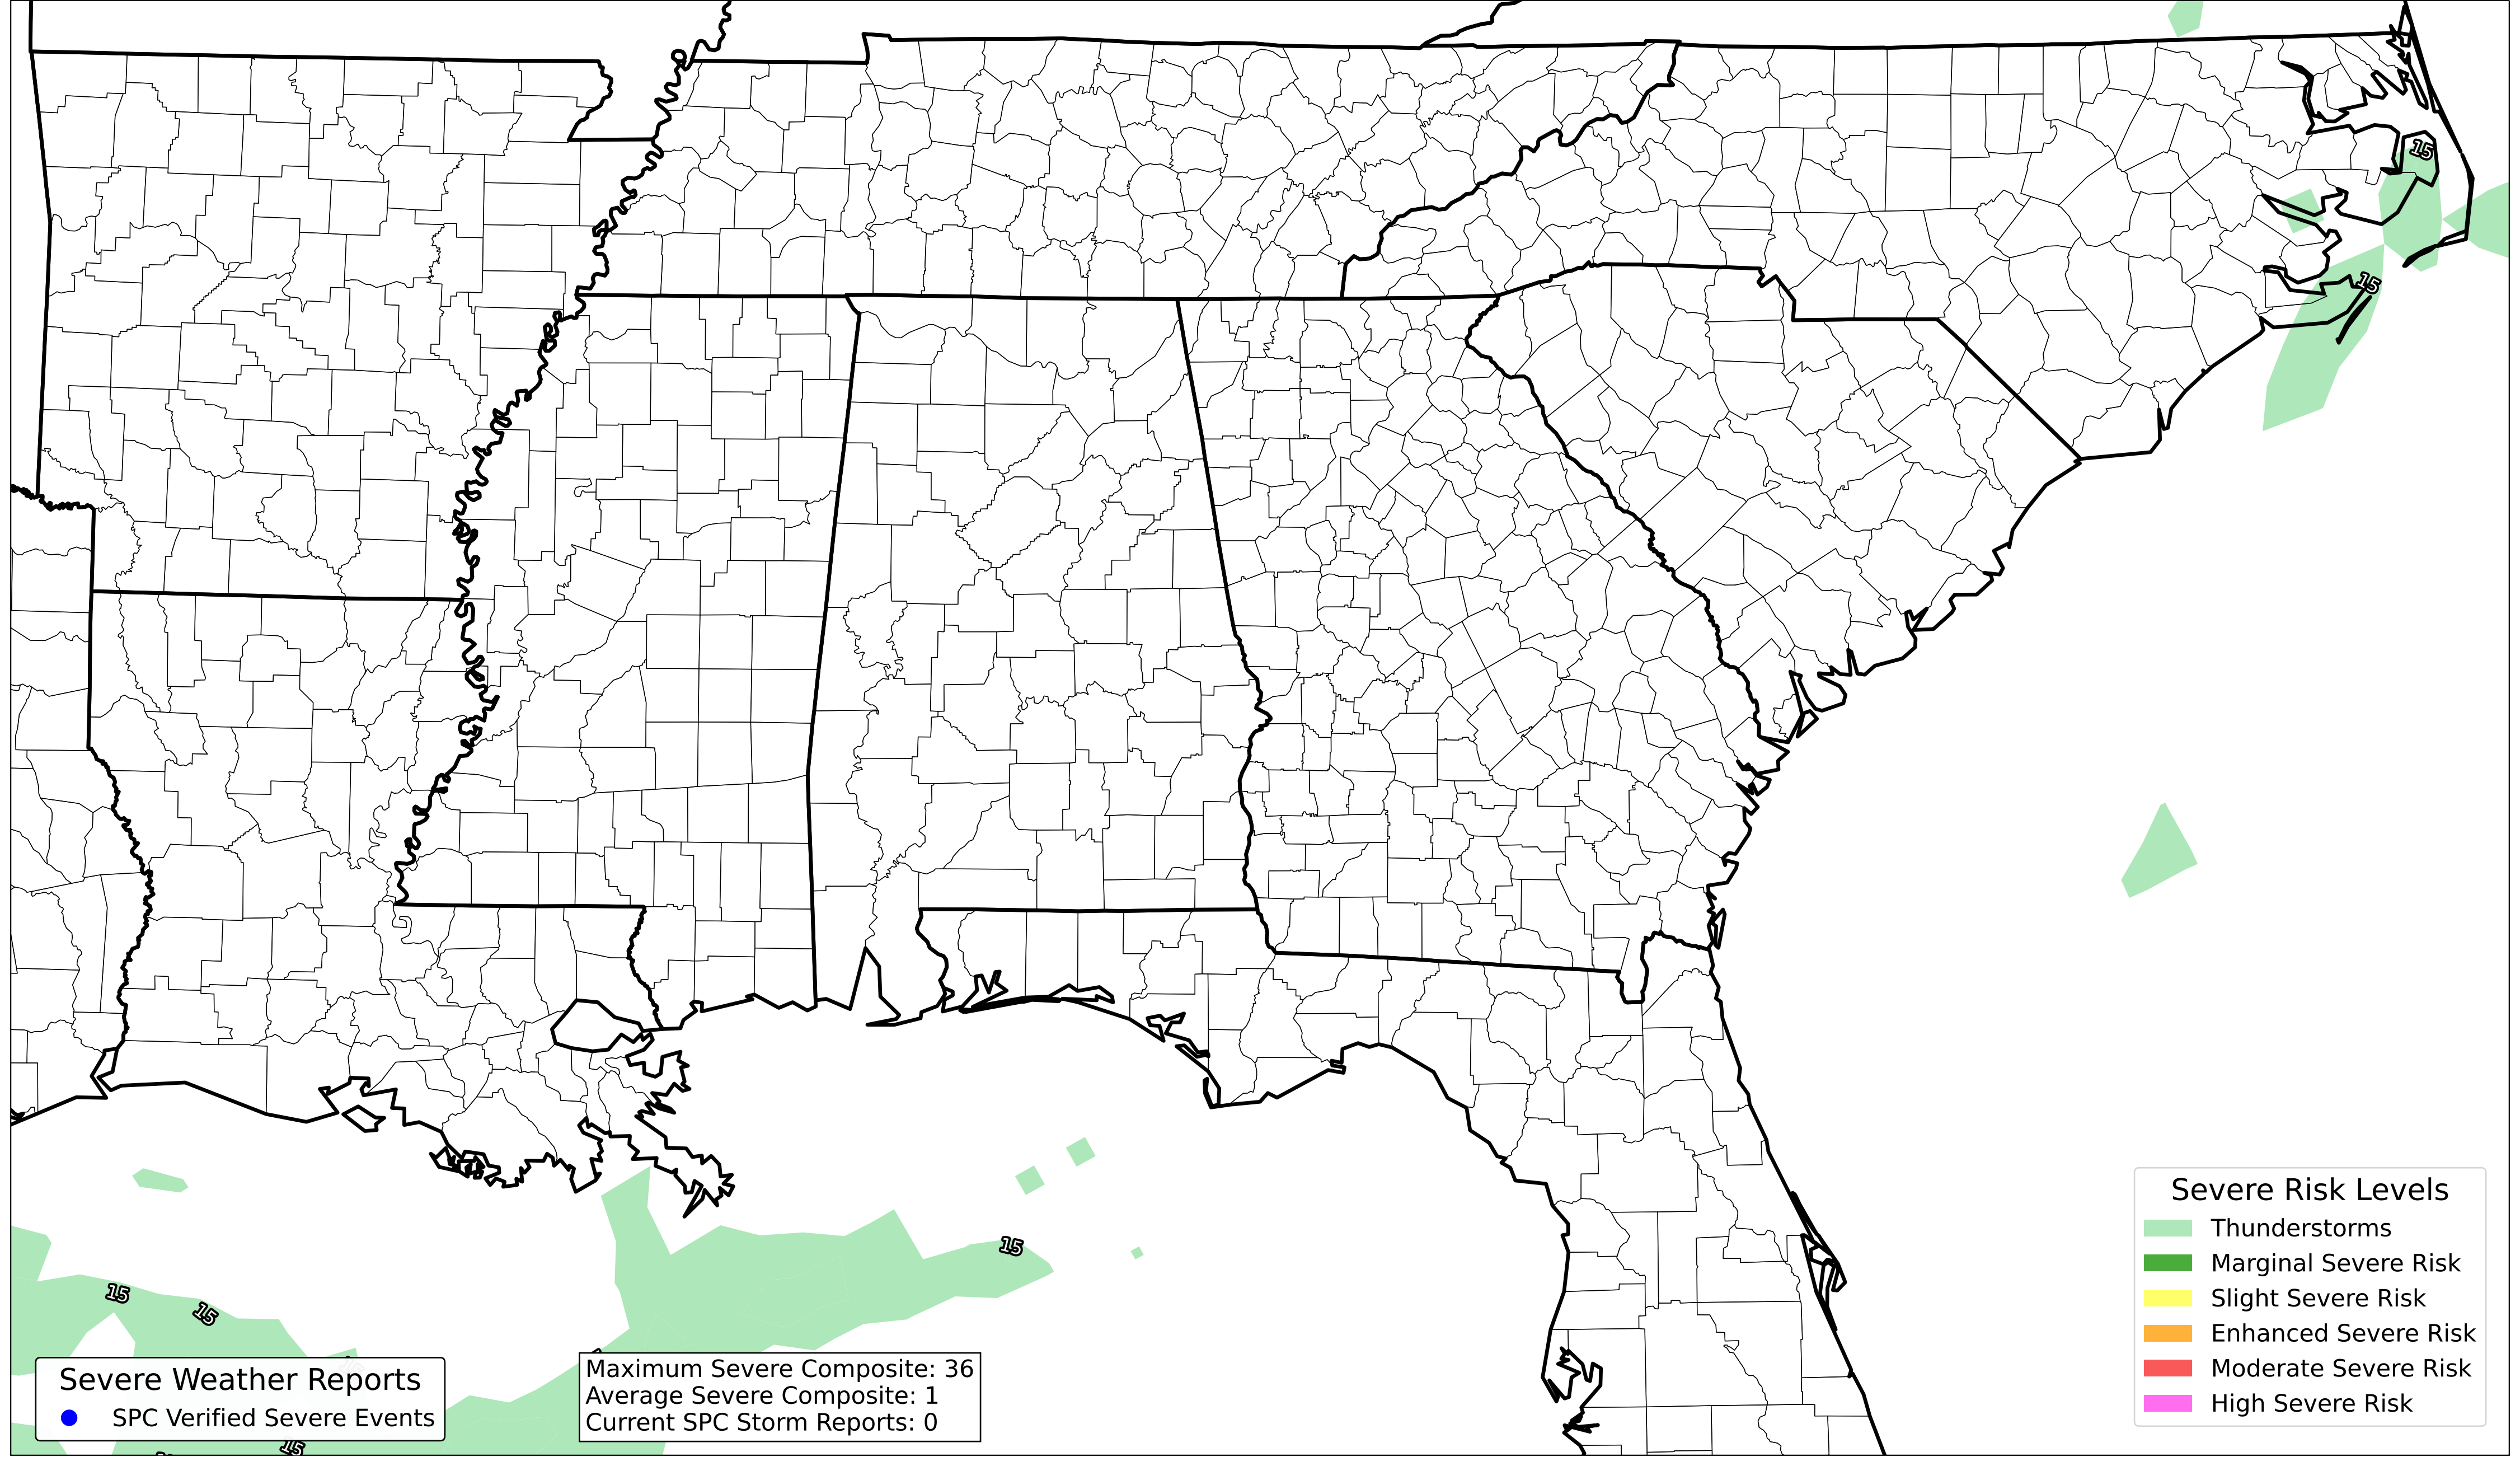 15
15
15
15
15
15
Severe Weather Reports
SPC Verified Severe Events
Maximum Severe Composite: 36
Average Severe Composite: 1
Current SPC Storm Reports: 0
Severe Risk Levels
Thunderstorms
Marginal Severe Risk
Slight Severe Risk
Enhanced Severe Risk
Moderate Severe Risk
High Severe Risk